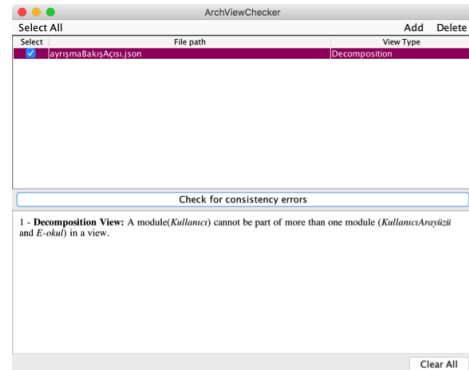 ArchViewChecker
Select All Add Delete
Select File path View Type
ayrışmaBakışAçısı.json Decomposition
Check for consistency errors
1 - Decomposition View: A module(Kullanıcı) cannot be part of more than one module (KullanıcıArayüzü
and E-okul) in a view.
Clear All